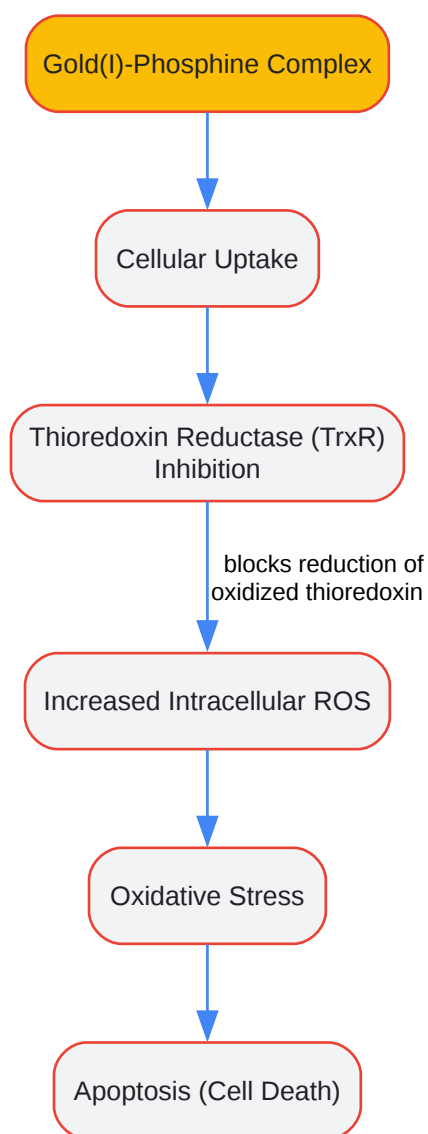 Gold(I)-Phosphine Complex
Cellular Uptake
Thioredoxin Reductase (TrxR)
Inhibition
blocks reduction of
oxidized thioredoxin
Increased Intracellular ROS
Oxidative Stress
Apoptosis (Cell Death)